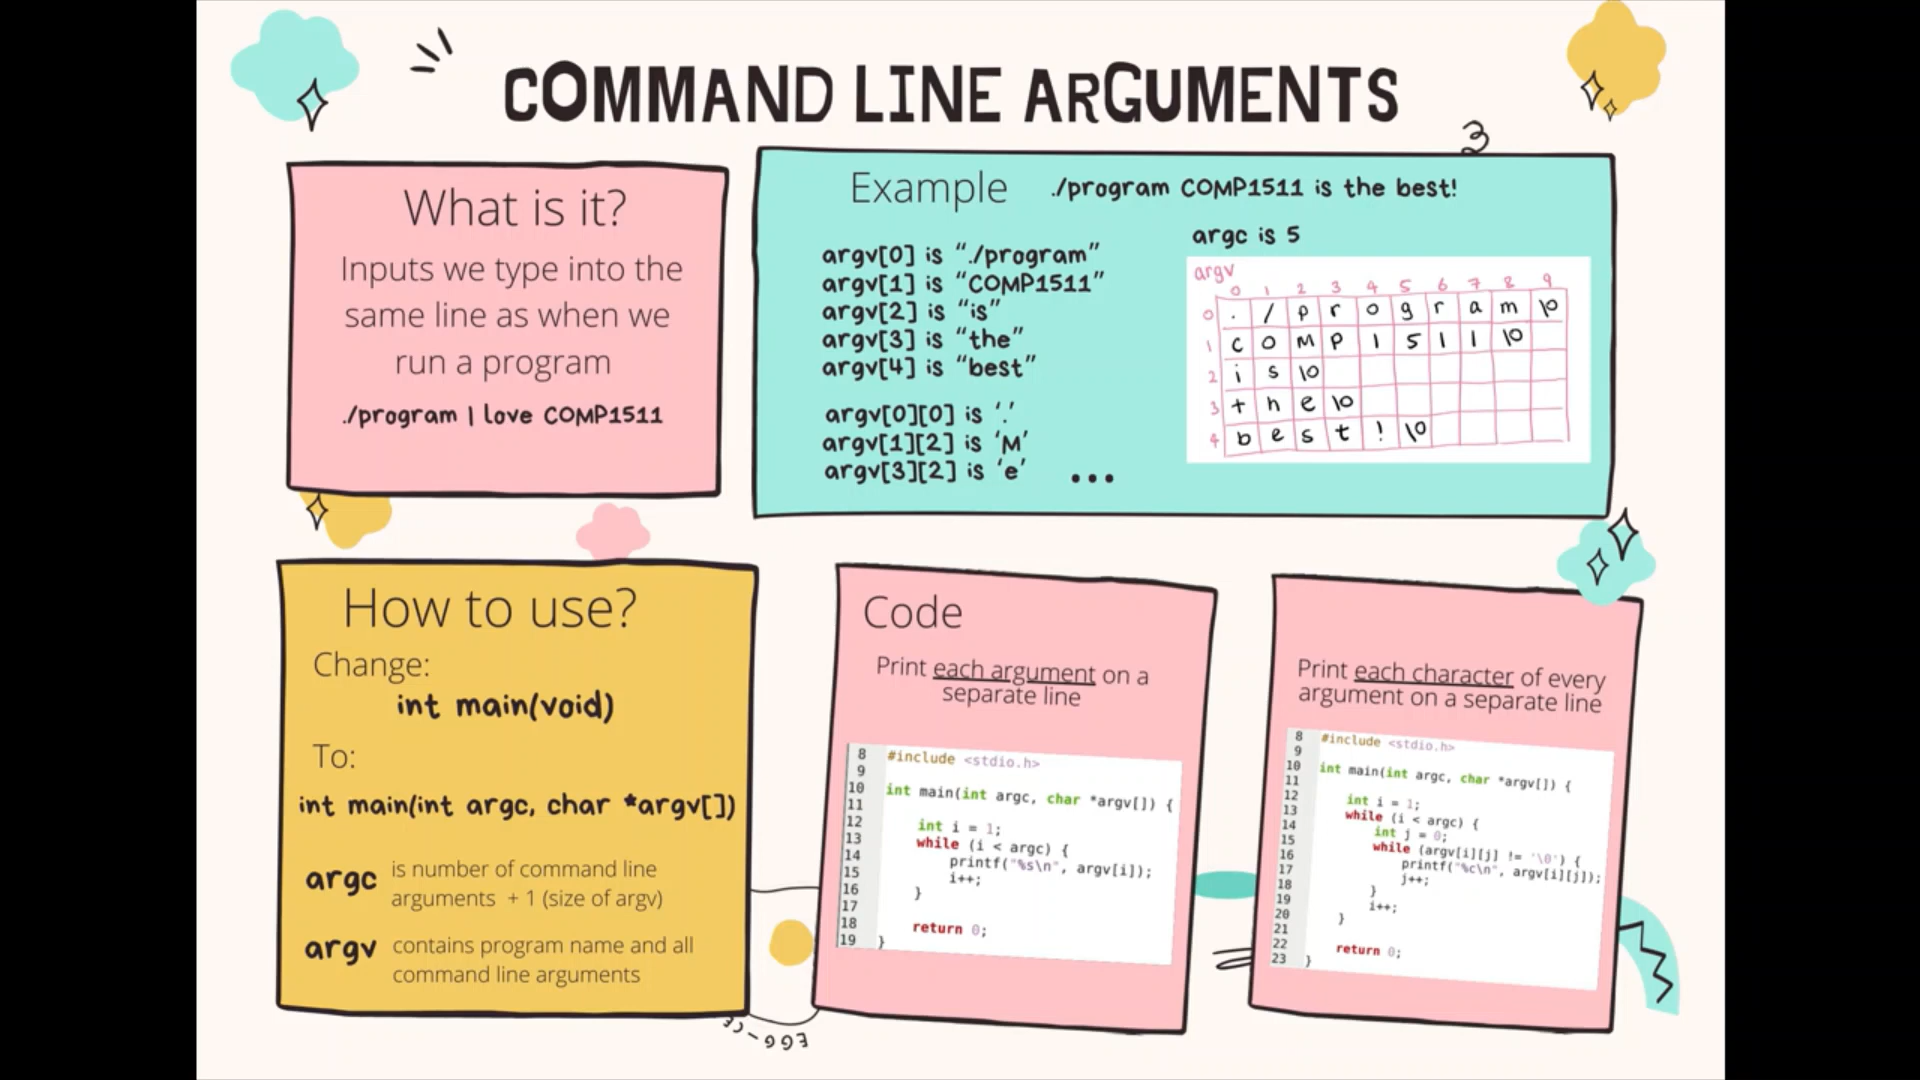 COMMAND LINE ARGUMENTS
What is it?
Inputs we type into the
same line as when we
run a program
./program I love COMP1511
Example
./program COMP1511 is the best!
argc is 5
argv[0] is “./program”
argv[1] is “COMP1511”
argv[2] is “is”
argv[3] is “the”
argv[4] is “best”
argv[0][0] is ‘.’
argv[1][2] is ‘M’
argv[3][2] is ‘e’
...
argv
0 1 2 3 4 5 6 7 8 9
0 . / p r o g r a m \0
1 C O M P 1 5 1 1 \0
2 i s \0
3 t h e \0
4 b e s t ! \0
How to use?
Change:
int main(void)
To:
int main(int argc, char *argv[])
argc is number of command line
arguments + 1 (size of argv)
argv contains program name and all
command line arguments
Code
Print each argument on a
separate line
8 #include <stdio.h>
9
10 int main(int argc, char *argv[]) {
11
12 int i = 1;
13 while (i < argc) {
14 printf("%s\n", argv[i]);
15 i++;
16 }
17
18 return 0;
19 }
Print each character of every
argument on a separate line
8 #include <stdio.h>
9
10 int main(int argc, char *argv[]) {
11
12 int i = 1;
13 while (i < argc) {
14 int j = 0;
15 while (argv[i][j] != '\0') {
16 printf("%c\n", argv[i][j]);
17 j++;
18 }
19 i++;
20 }
21
22 return 0;
23 }